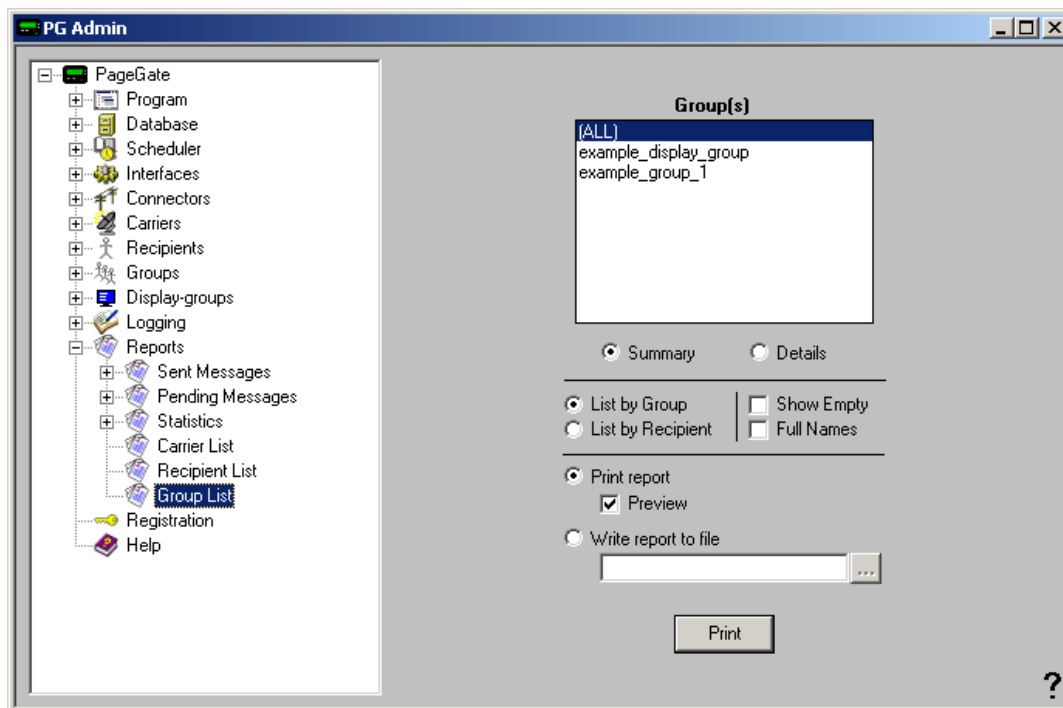 PG Admin
PageGate
Program
Database
Scheduler
Interfaces
Connectors
Carriers
Recipients
Groups
Display-groups
Logging
Reports
Sent Messages
Pending Messages
Statistics
Carrier List
Recipient List
Group List
Registration
Help
Group(s)
(ALL)
example_display_group
example_group_1
Summary Details
List by Group Show Empty
List by Recipient Full Names
Print report
Preview
Write report to file
...
Print
?